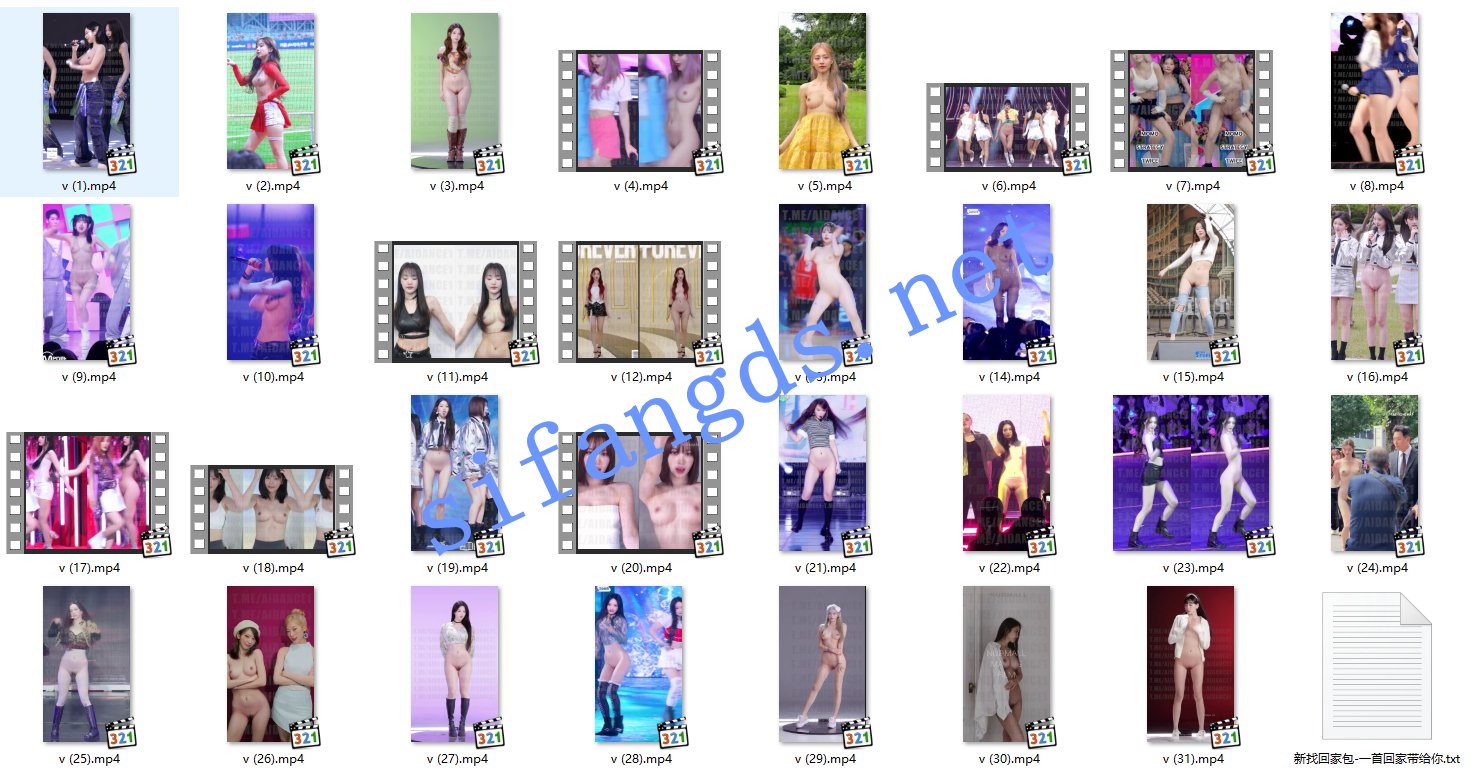 v (1).mp4
v (2).mp4
v (3).mp4
v (4).mp4
v (5).mp4
v (6).mp4
v (7).mp4
v (8).mp4
v (9).mp4
v (10).mp4
v (11).mp4
v (12).mp4
v (14).mp4
v (15).mp4
v (16).mp4
v (17).mp4
v (18).mp4
v (19).mp4
v (20).mp4
v (21).mp4
v (22).mp4
v (23).mp4
v (24).mp4
v (25).mp4
v (26).mp4
v (27).mp4
v (28).mp4
v (29).mp4
v (30).mp4
v (31).mp4
新找回家包-一首回家带给你.txt
sifangds.net